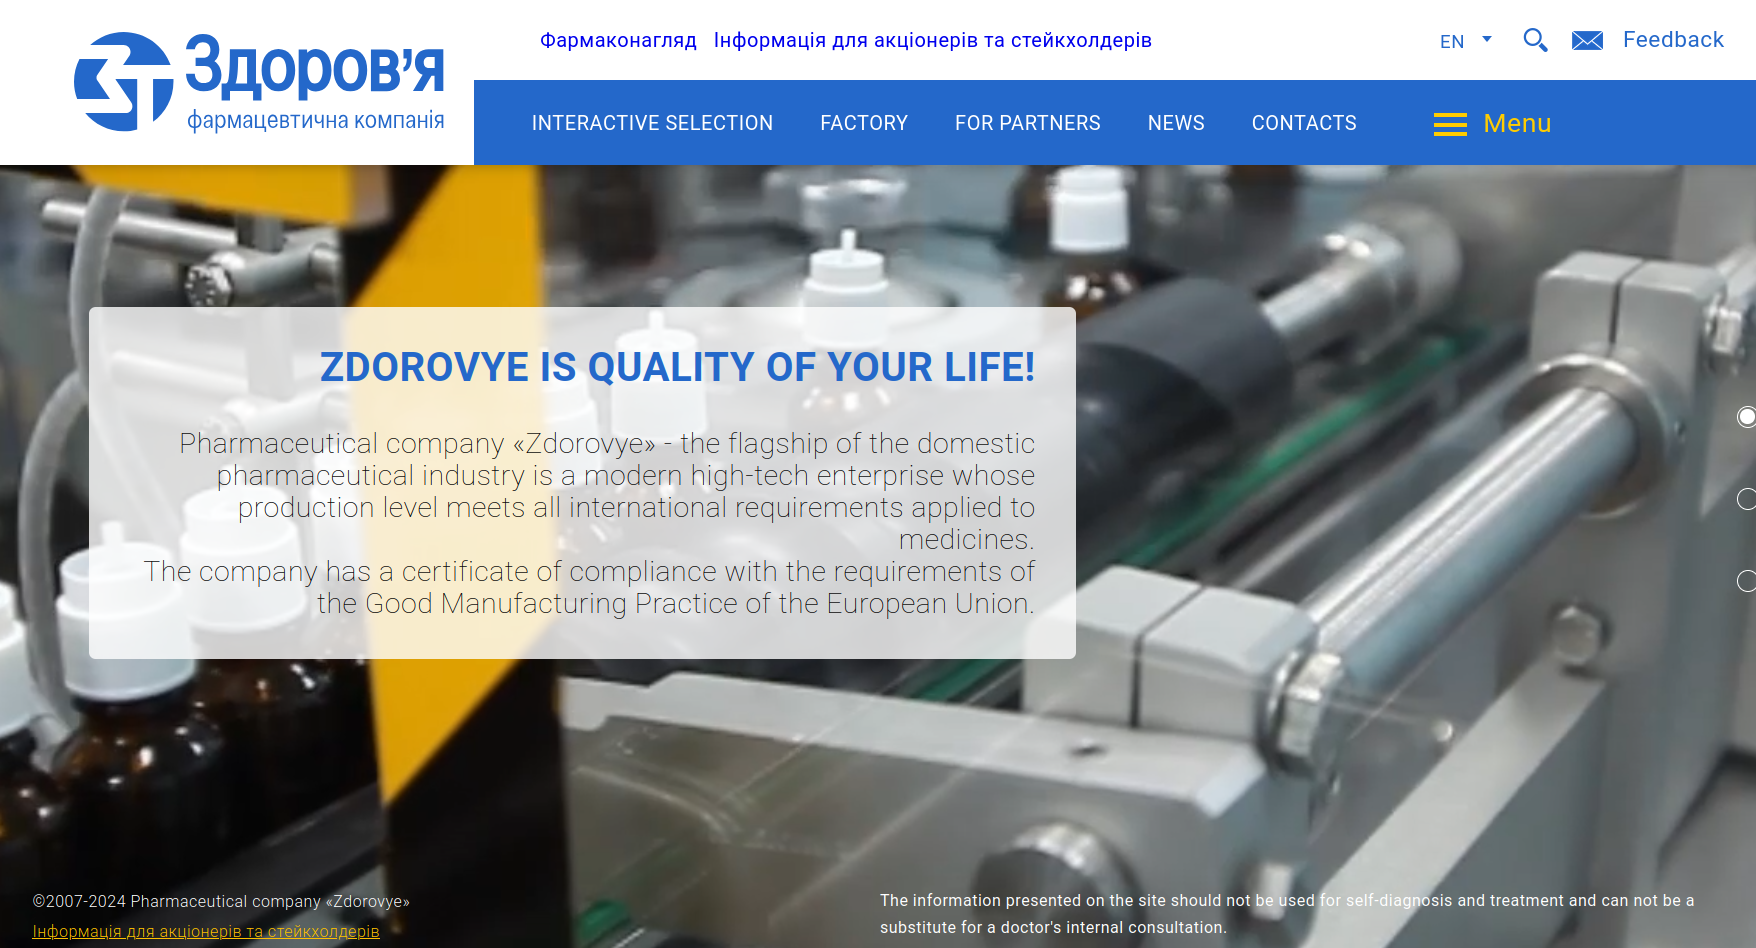 Здоров’я
фармацевтична компанія
Фармаконагляд Інформація для акціонерів та стейкхолдерів
EN
Feedback
INTERACTIVE SELECTION FACTORY FOR PARTNERS NEWS CONTACTS Menu
ZDOROVYE IS QUALITY OF YOUR LIFE!
Pharmaceutical company «Zdorovye» - the flagship of the domestic
pharmaceutical industry is a modern high-tech enterprise whose
production level meets all international requirements applied to
medicines.
The company has a certificate of compliance with the requirements of
the Good Manufacturing Practice of the European Union.
©2007-2024 Pharmaceutical company «Zdorovye»
Інформація для акціонерів та стейкхолдерів
The information presented on the site should not be used for self-diagnosis and treatment and can not be a
substitute for a doctor's internal consultation.